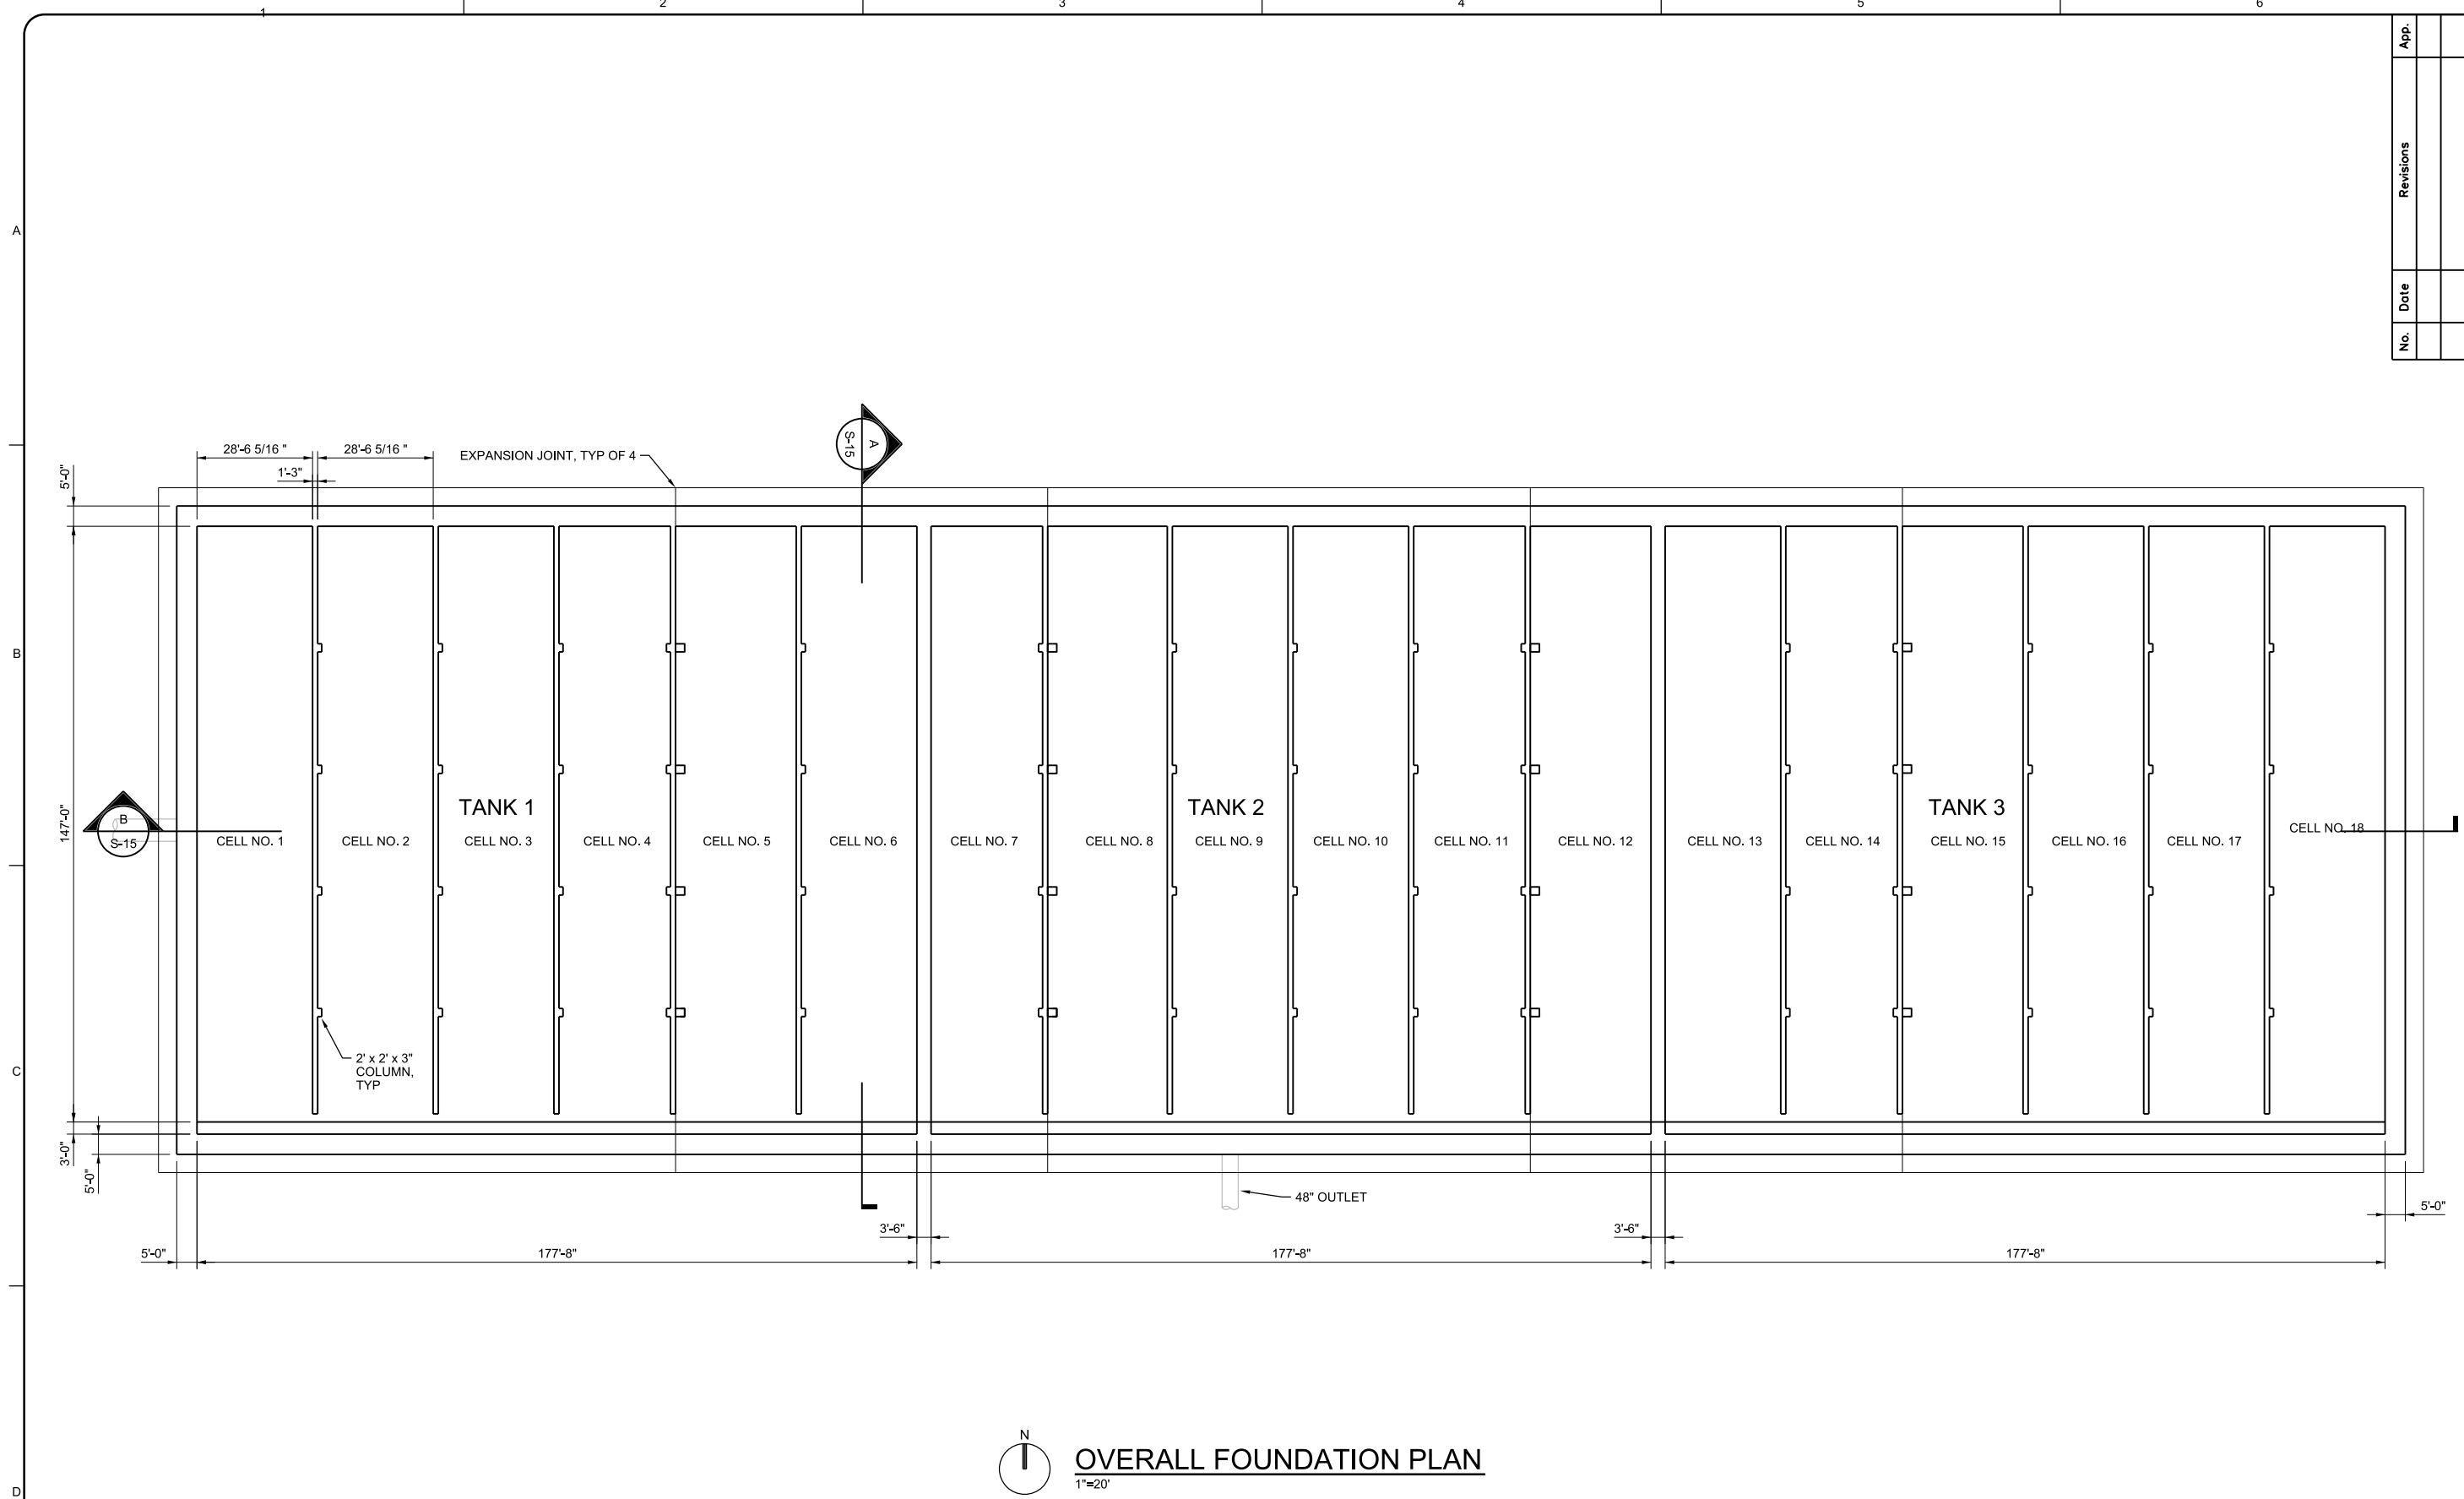 1
2
3
4
5
6
App.
Revisions
Date
No.
A
B
C
D
28'-6 5/16 "
28'-6 5/16 "
1'-3"
EXPANSION JOINT, TYP OF 4
A
S-15
5'-0"
147'-0"
3'-0"
5'-0"
B
S-15
TANK 1
TANK 2
TANK 3
CELL NO. 1
CELL NO. 2
CELL NO. 3
CELL NO. 4
CELL NO. 5
CELL NO. 6
CELL NO. 7
CELL NO. 8
CELL NO. 9
CELL NO. 10
CELL NO. 11
CELL NO. 12
CELL NO. 13
CELL NO. 14
CELL NO. 15
CELL NO. 16
CELL NO. 17
CELL NO. 18
2' x 2' x 3"
COLUMN,
TYP
48" OUTLET
3'-6"
3'-6"
5'-0"
5'-0"
177'-8"
177'-8"
177'-8"
N
OVERALL FOUNDATION PLAN
1"=20'